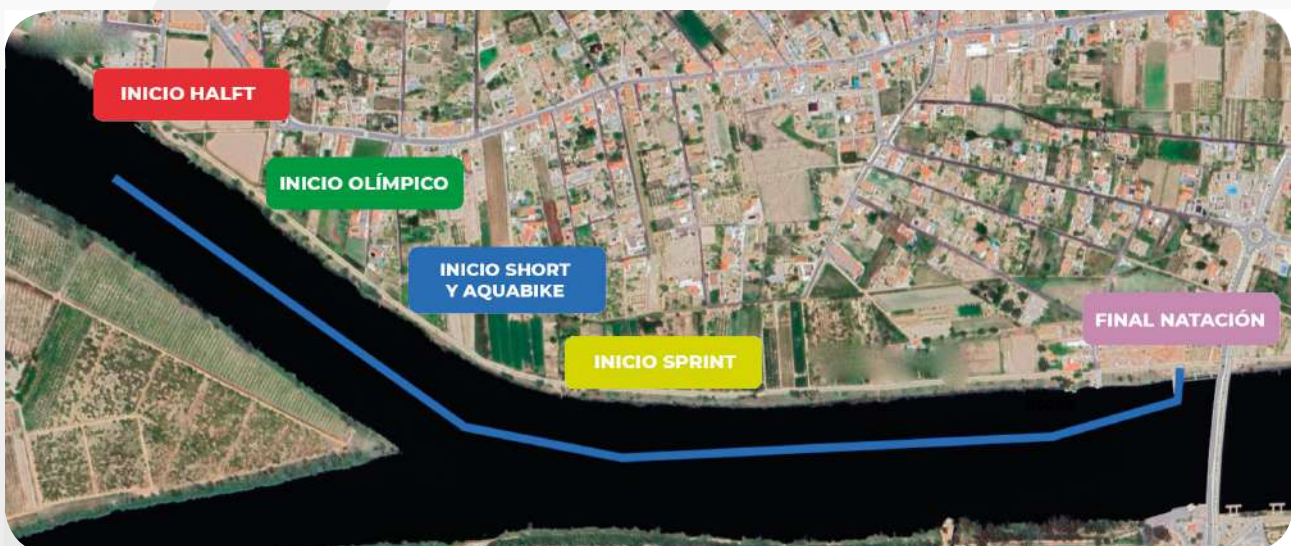 INICIO HALFT
INICIO OLÍMPICO
INICIO SHORT
Y AQUABIKE
INICIO SPRINT
FINAL NATACIÓN